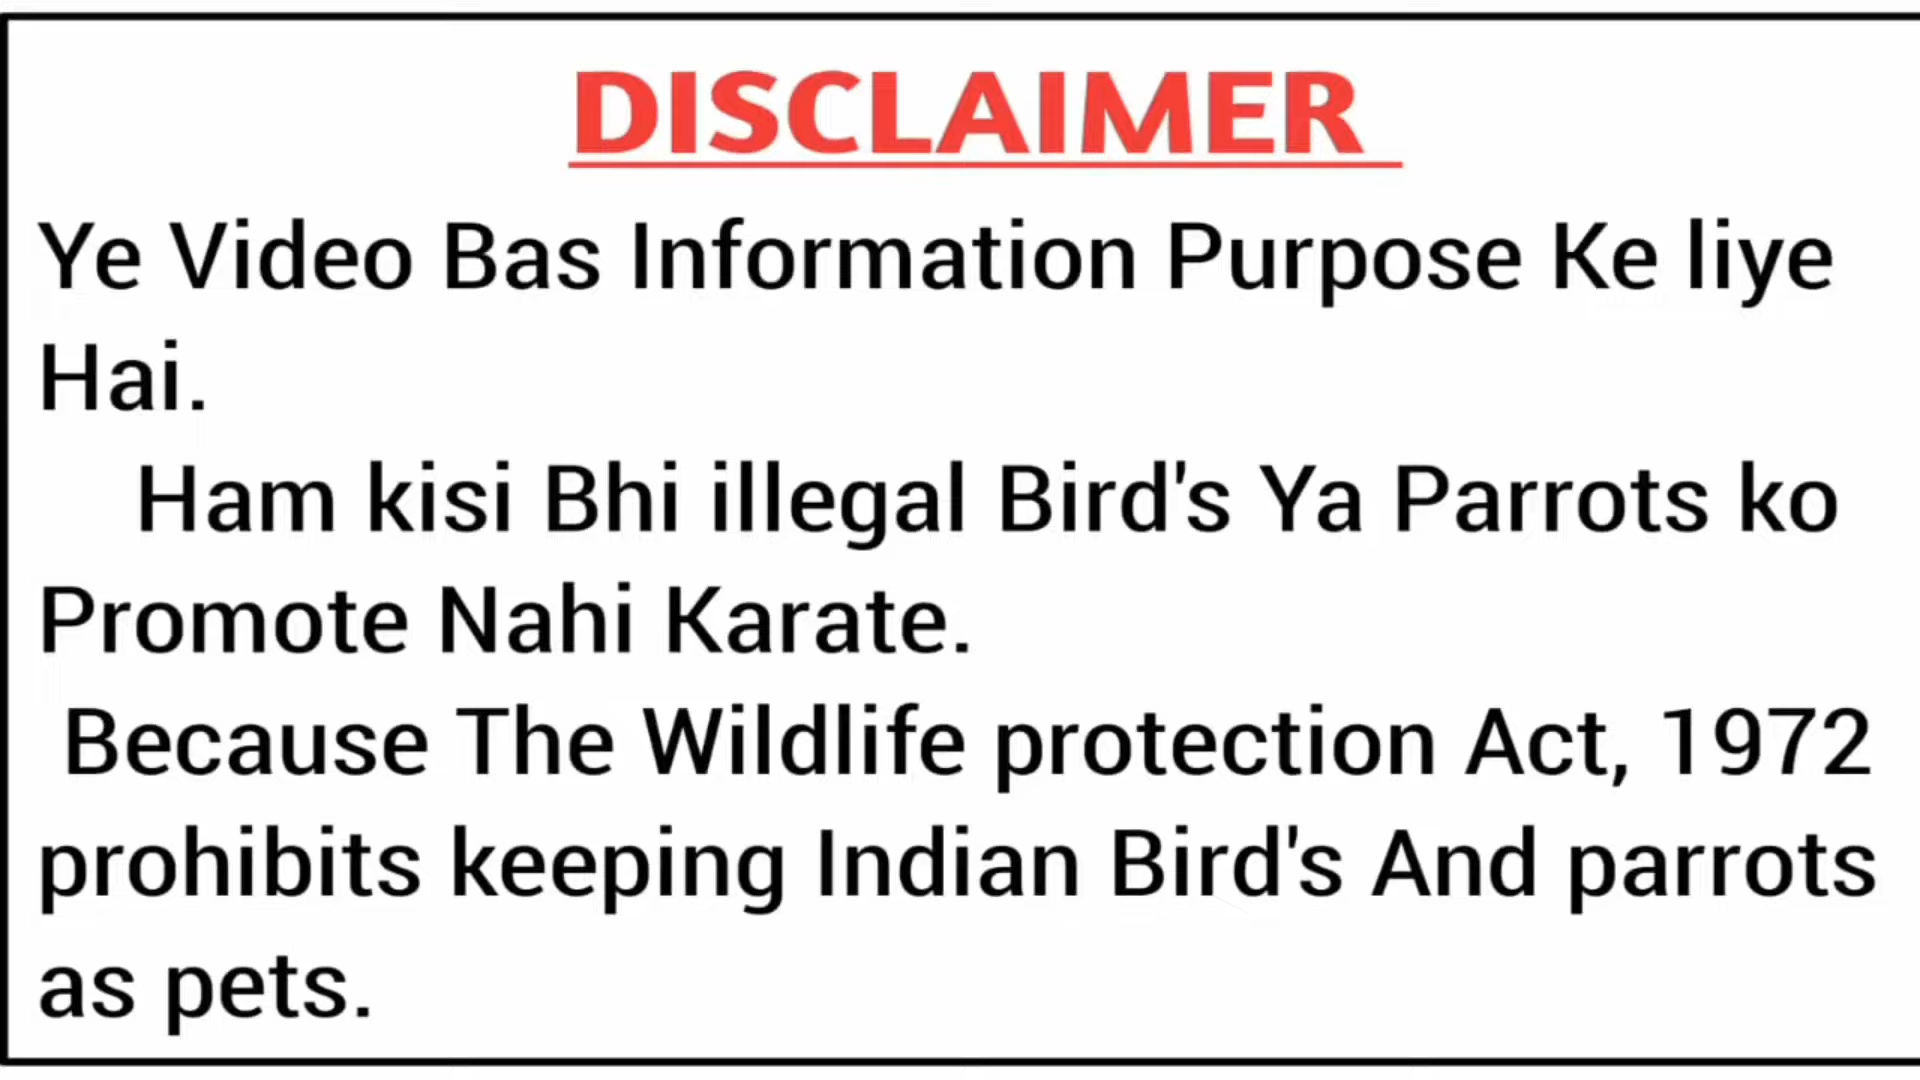 DISCLAIMER
Ye Video Bas Information Purpose Ke liye
Hai.
Ham kisi Bhi illegal Bird's Ya Parrots ko
Promote Nahi Karate.
Because The Wildlife protection Act, 1972
prohibits keeping Indian Bird's And parrots
as pets.